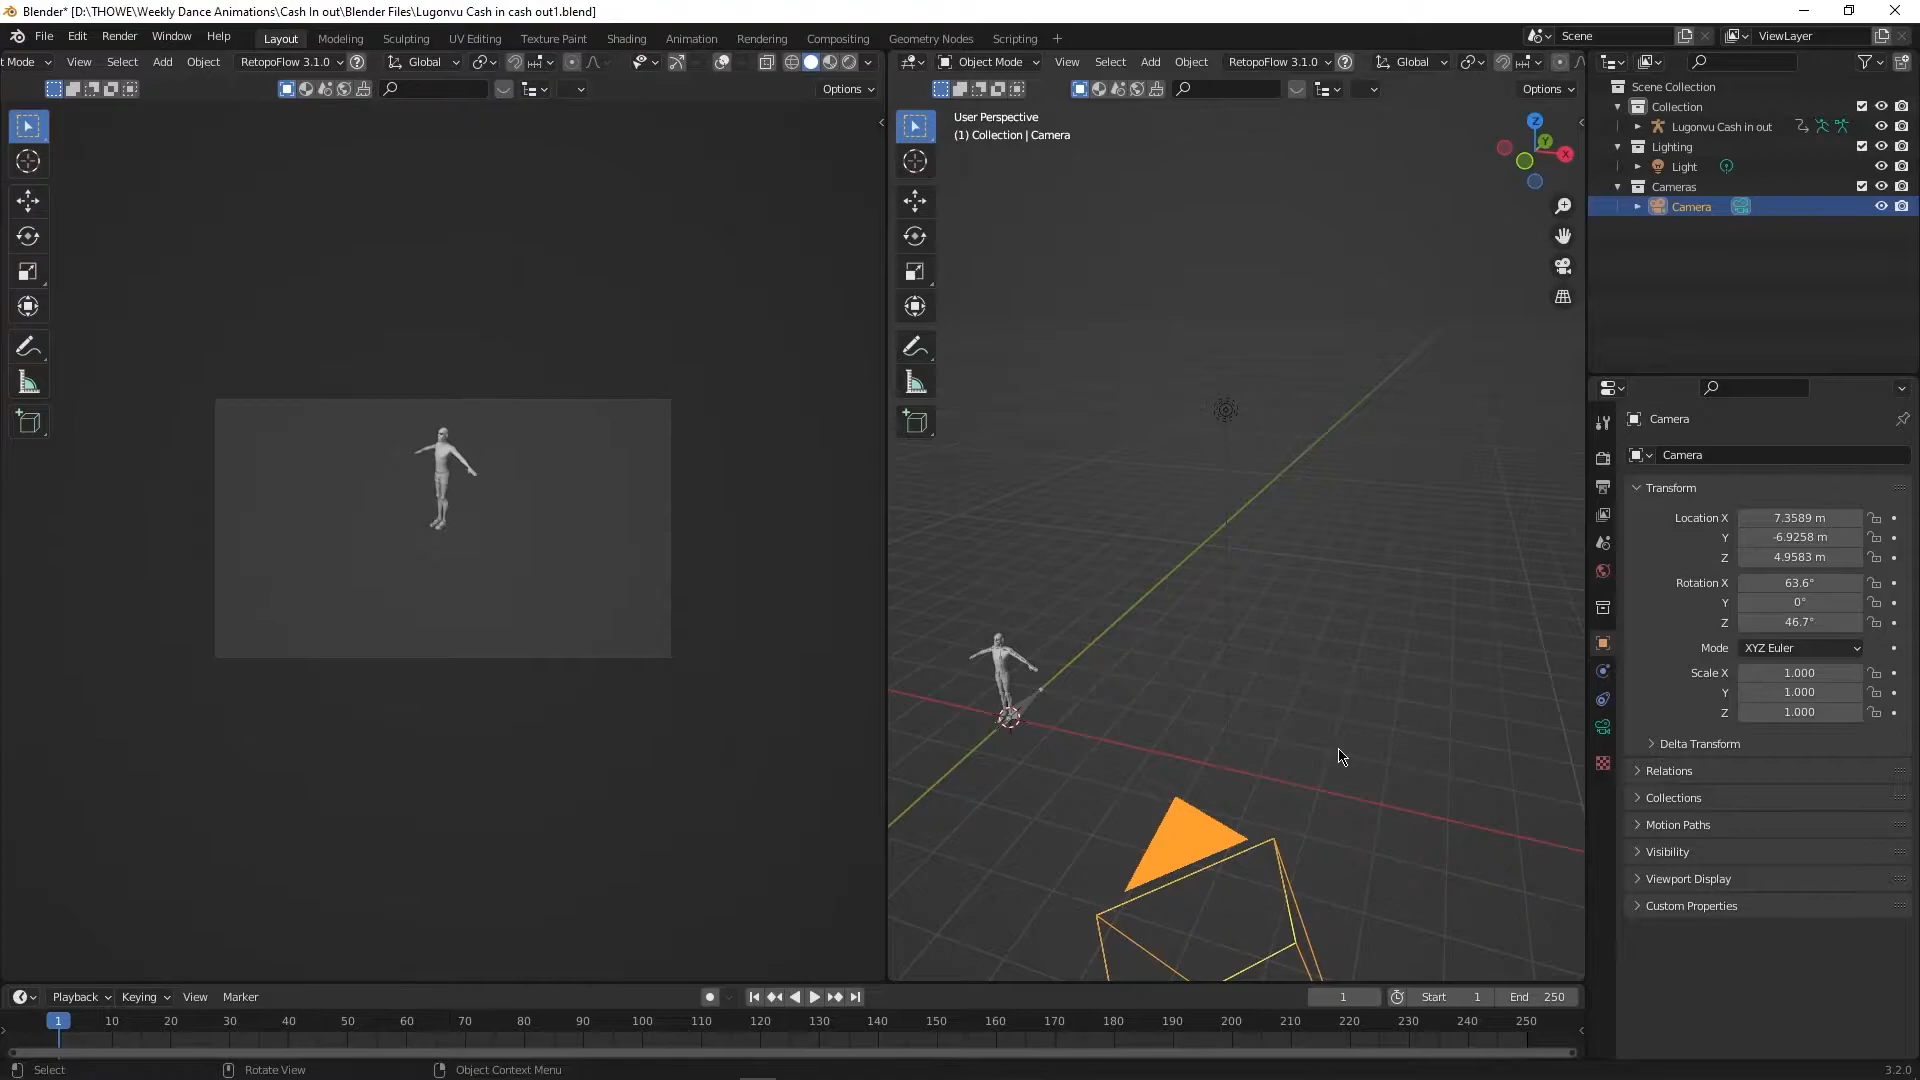 Blender* [D:\THOWE\Weekly Dance Animations\Cash In out\Blender Files\Lugonvu Cash in cash out1.blend]
File Edit Render Window Help Layout Modeling Sculpting UV Editing Texture Paint Shading Animation Rendering Compositing Geometry Nodes Scripting + Scene ViewLayer
t Mode View Select Add Object RetopoFlow 3.1.0 Global
Object Mode View Select Add Object RetopoFlow 3.1.0 Global
Options
Options
User Perspective
(1) Collection | Camera
Z
Y
X
Scene Collection
Collection
Lugonvu Cash in out
Lighting
Light
Cameras
Camera
Camera
Camera
Transform
Location X 7.3589 m
Y -6.9258 m
Z 4.9583 m
Rotation X 63.6°
Y 0°
Z 46.7°
Mode XYZ Euler
Scale X 1.000
Y 1.000
Z 1.000
Delta Transform
Relations
Collections
Motion Paths
Visibility
Viewport Display
Custom Properties
Playback Keying View Marker 1 Start 1 End 250
1 10 20 30 40 50 60 70 80 90 100 110 120 130 140 150 160 170 180 190 200 210 220 230 240 250
Select Rotate View Object Context Menu 3.2.0